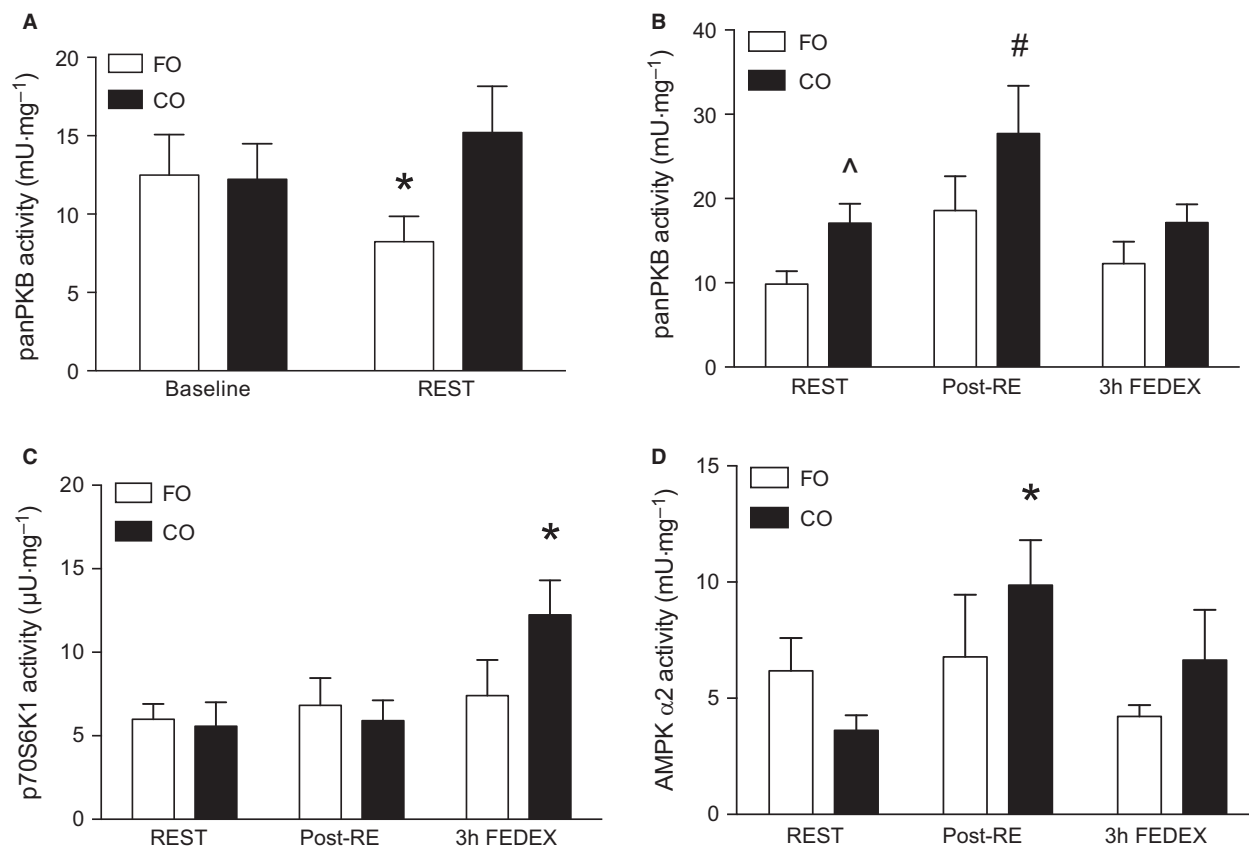 A
panPKB activity (mU·mg⁻¹)
20
15
10
5
0
FO
CO
*
Baseline
REST
B
panPKB activity (mU·mg⁻¹)
40
30
20
10
0
FO
CO
^
#
REST
Post-RE
3h FEDEX
C
p70S6K1 activity (µU·mg⁻¹)
20
15
10
5
0
FO
CO
*
REST
Post-RE
3h FEDEX
D
AMPK α2 activity (mU·mg⁻¹)
15
10
5
0
FO
CO
*
REST
Post-RE
3h FEDEX